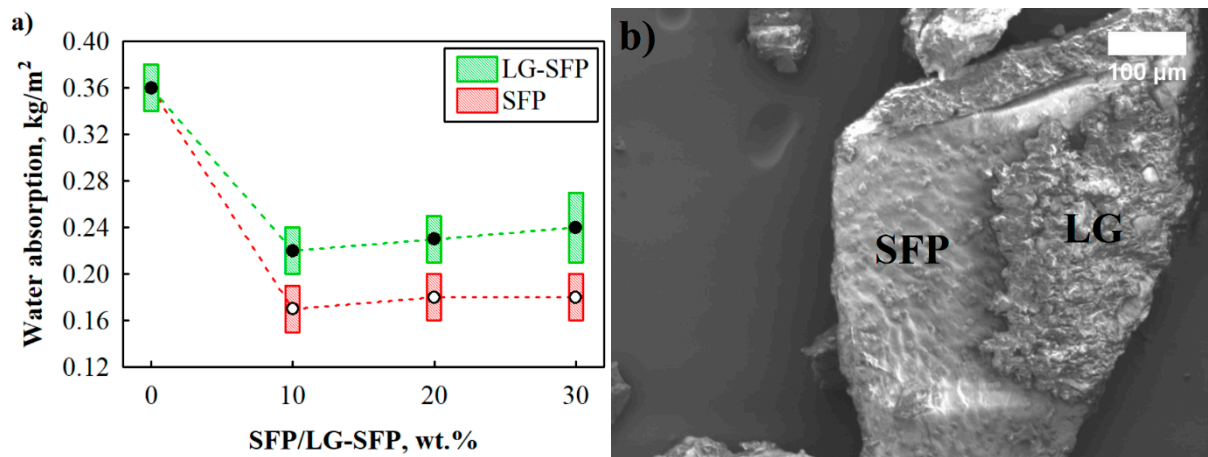 a)
0.40
0.36
0.32
0.28
0.24
0.20
0.16
0.12
Water absorption, kg/m²
LG-SFP
SFP
0
10
20
30
SFP/LG-SFP, wt.%
b)
100 µm
SFP
LG